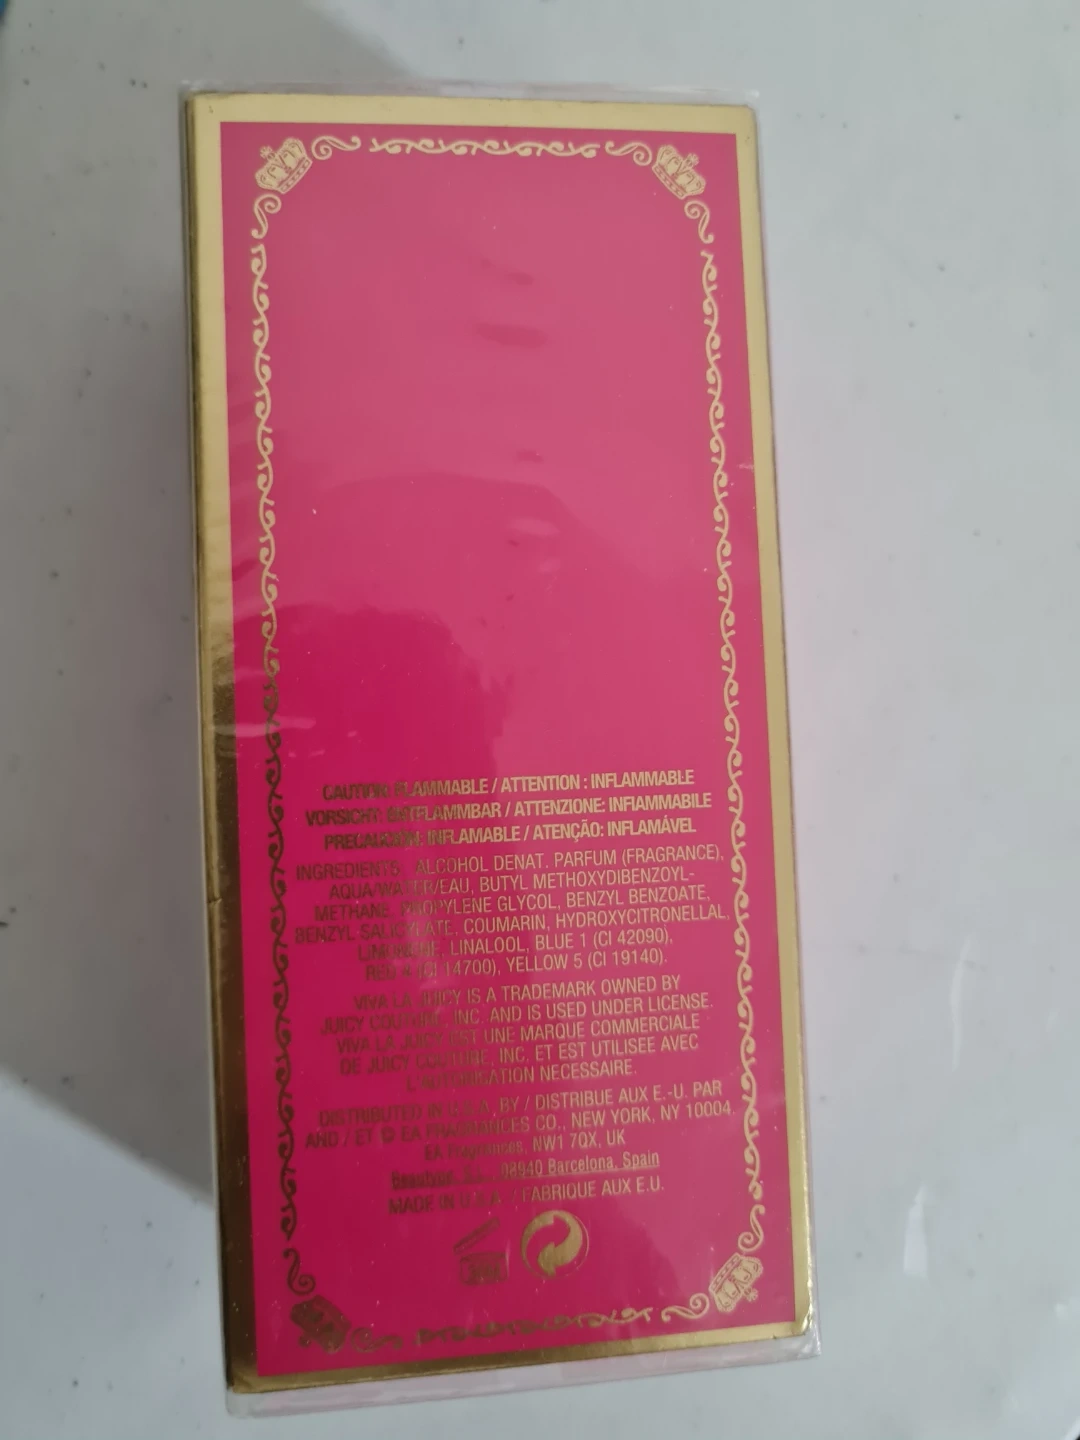 CAUTION: FLAMMABLE / ATTENTION : INFLAMMABLE
VORSICHT: ENTFLAMMBAR / ATTENZIONE: INFIAMMABILE
PRECAUCIÓN: INFLAMABLE / ATENÇÃO: INFLAMÁVEL
INGREDIENTS: ALCOHOL DENAT. PARFUM (FRAGRANCE),
AQUA/WATER/EAU, BUTYL METHOXYDIBENZOYL-
METHANE, PROPYLENE GLYCOL, BENZYL BENZOATE,
BENZYL SALICYLATE, COUMARIN, HYDROXYCITRONELLAL,
LIMONENE, LINALOOL, BLUE 1 (CI 42090),
RED 4 (CI 14700), YELLOW 5 (CI 19140).
VIVA LA JUICY IS A TRADEMARK OWNED BY
JUICY COUTURE, INC. AND IS USED UNDER LICENSE.
VIVA LA JUICY EST UNE MARQUE COMMERCIALE
DE JUICY COUTURE, INC. ET EST UTILISEE AVEC
L'AUTORISATION NECESSAIRE.
DISTRIBUTED IN U.S.A. BY / DISTRIBUE AUX E.-U. PAR
AND / ET © EA FRAGRANCES CO., NEW YORK, NY 10004.
EA Fragrances, NW1 7QX, UK
S.L., 08940 Barcelona, Spain
MADE IN U.S.A. / FABRIQUE AUX E.U.